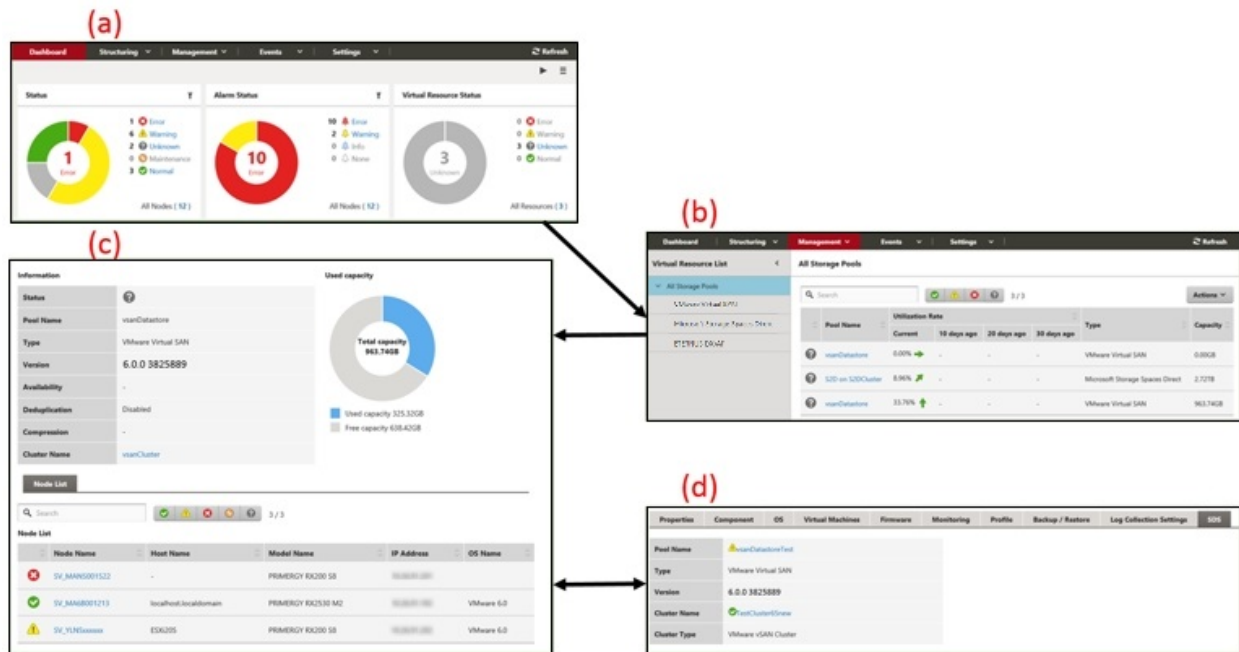 (a)
Dashboard Structuring Management Events Settings Refresh
Status Alarm Status Virtual Resource Status
1 Error
6 Warning
2 Unknown
0 Maintenance
3 Normal
1
Error
All Nodes ( 12 )
10 Error
2 Warning
0 Info
0 None
10
Error
All Nodes ( 12 )
0 Error
0 Warning
3 Unknown
0 Normal
3
Unknown
All Resources ( 3 )
(b)
Dashboard Structuring Management Events Settings Refresh
Virtual Resource List
All Storage Pools
All Storage Pools
Search 3 / 3 Actions
Pool Name Utilization Rate Type Capacity
Current 10 days ago 20 days ago 30 days ago
vsanDatastore 0.00% - - - VMware Virtual SAN 0.00GB
S2D on S2DCluster 8.96% - - - Microsoft Storage Spaces Direct 2.72TB
vsanDatastore 33.76% - - - VMware Virtual SAN 963.74GB
(c)
Information
Status
Pool Name vsanDatastore
Type VMware Virtual SAN
Version 6.0.0 3825889
Availability -
Deduplication Disabled
Compression -
Cluster Name vsanCluster
Used capacity
Total capacity
963.74GB
Used capacity 325.32GB
Free capacity 638.42GB
Node List
Search 3 / 3
Node List
Node Name Host Name Model Name IP Address OS Name
SV_MANS001522 - PRIMERGY RX200 S8
SV_MA6B001213 localhost.localdomain PRIMERGY RX2530 M2 VMware 6.0
SV_YLNSxxxxxx ESXi205 PRIMERGY RX200 S8 VMware 6.0
(d)
Properties Component OS Virtual Machines Firmware Monitoring Profile Backup / Restore Log Collection Settings SDS
Pool Name vsanDatastoreTest
Type VMware Virtual SAN
Version 6.0.0 3825889
Cluster Name TestCluster65new
Cluster Type VMware vSAN Cluster